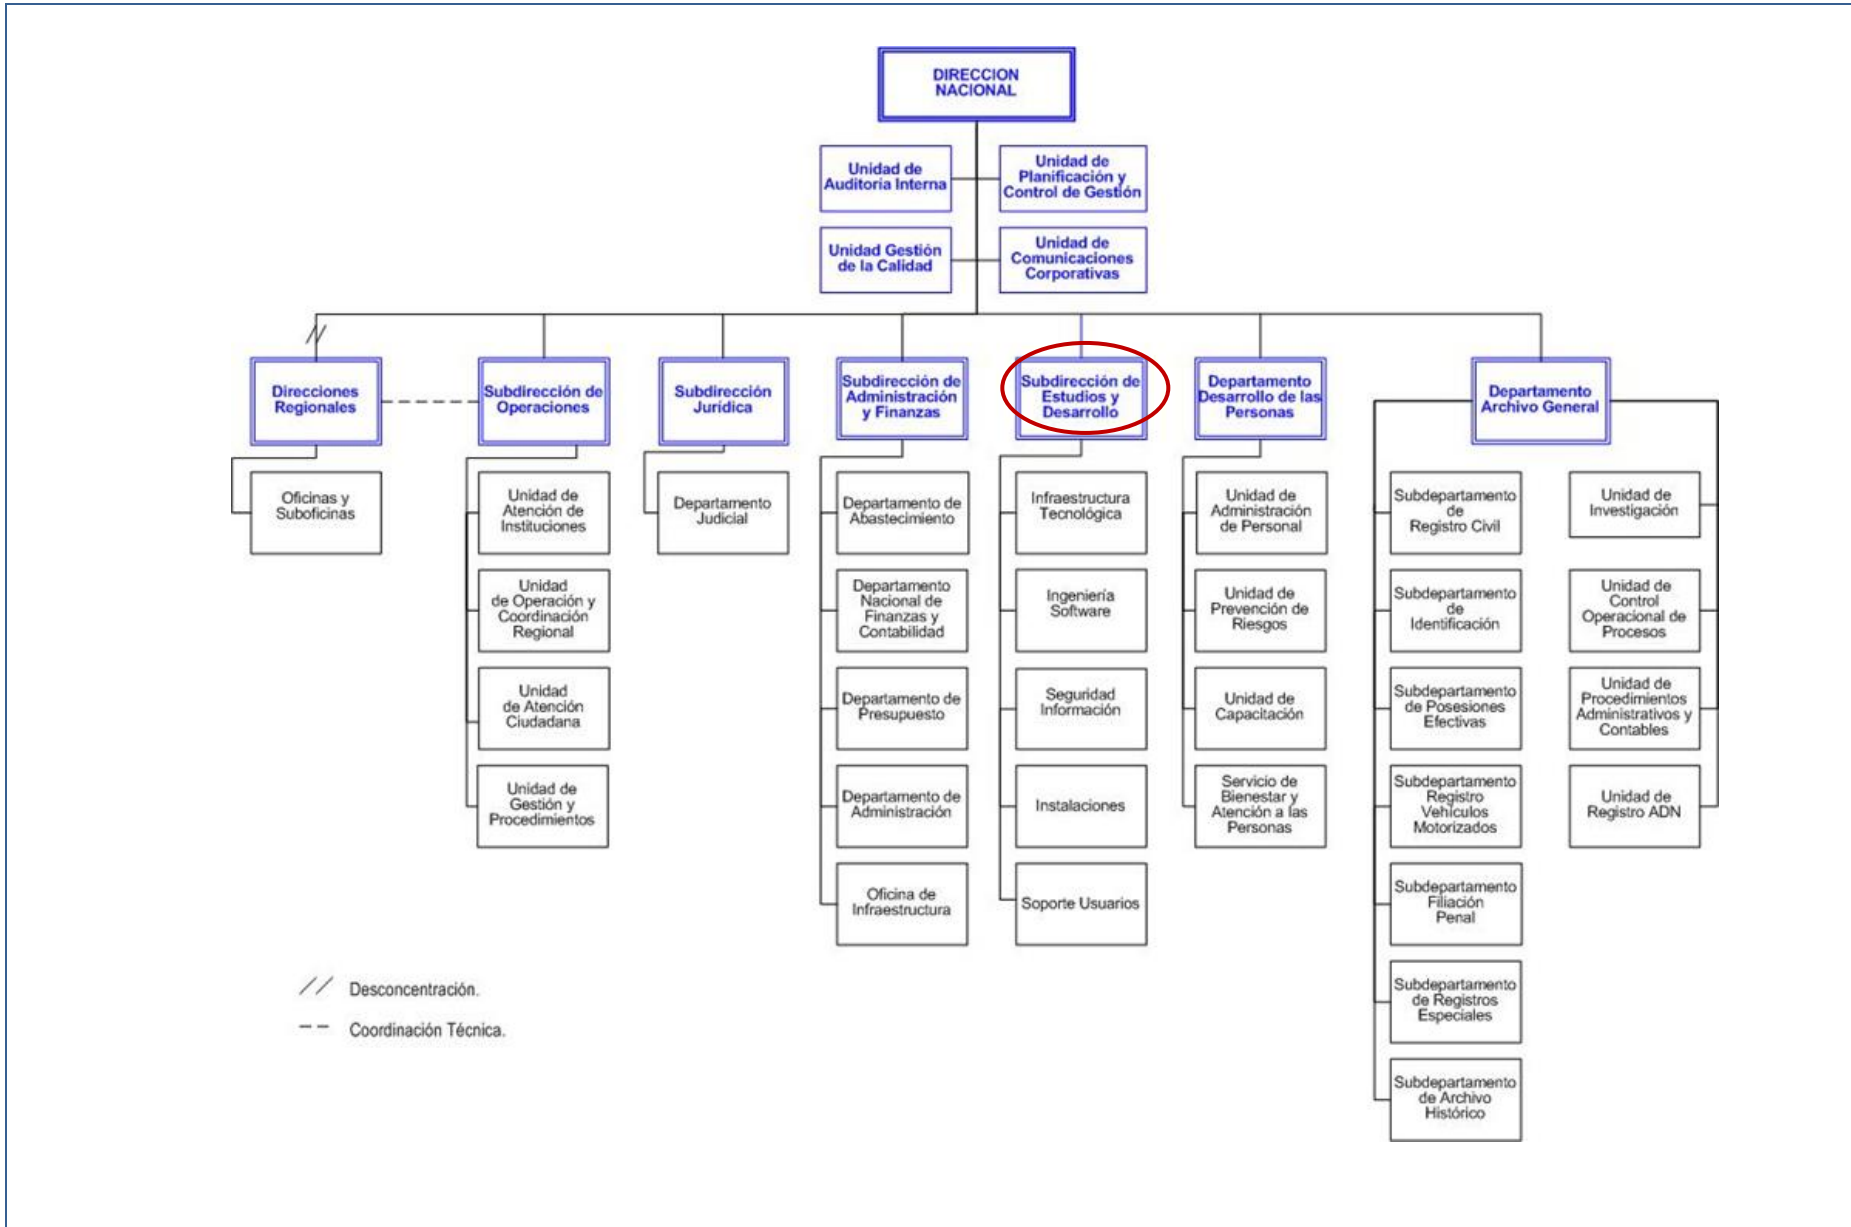 DIRECCION
NACIONAL
Unidad de
Auditoria Interna
Unidad de
Planificación y
Control de Gestión
Unidad Gestión
de la Calidad
Unidad de
Comunicaciones
Corporativas
Direcciones
Regionales
Subdirección de
Operaciones
Subdirección
Jurídica
Subdirección de
Administración
y Finanzas
Subdirección de
Estudios y
Desarrollo
Departamento
Desarrollo de las
Personas
Departamento
Archivo General
Oficinas y
Suboficinas
Unidad de
Atención de
Instituciones
Unidad
de Operación y
Coordinación
Regional
Unidad
de Atención
Ciudadana
Unidad de
Gestión y
Procedimientos
Departamento
Judicial
Departamento de
Abastecimiento
Departamento
Nacional de
Finanzas y
Contabilidad
Departamento de
Presupuesto
Departamento de
Administración
Oficina de
Infraestructura
Infraestructura
Tecnológica
Ingeniería
Software
Seguridad
Información
Instalaciones
Soporte Usuarios
Unidad de
Administración
de Personal
Unidad de
Prevención de
Riesgos
Unidad de
Capacitación
Servicio de
Bienestar y
Atención a las
Personas
Subdepartamento
de
Registro Civil
Subdepartamento
de
Identificación
Subdepartamento
de Posesiones
Efectivas
Subdepartamento
Registro
Vehículos
Motorizados
Subdepartamento
Filiación
Penal
Subdepartamento
de Registros
Especiales
Subdepartamento
de Archivo
Histórico
Unidad de
Investigación
Unidad de
Control
Operacional de
Procesos
Unidad de
Procedimientos
Administrativos y
Contables
Unidad de
Registro ADN
// Desconcentración.
-- Coordinación Técnica.